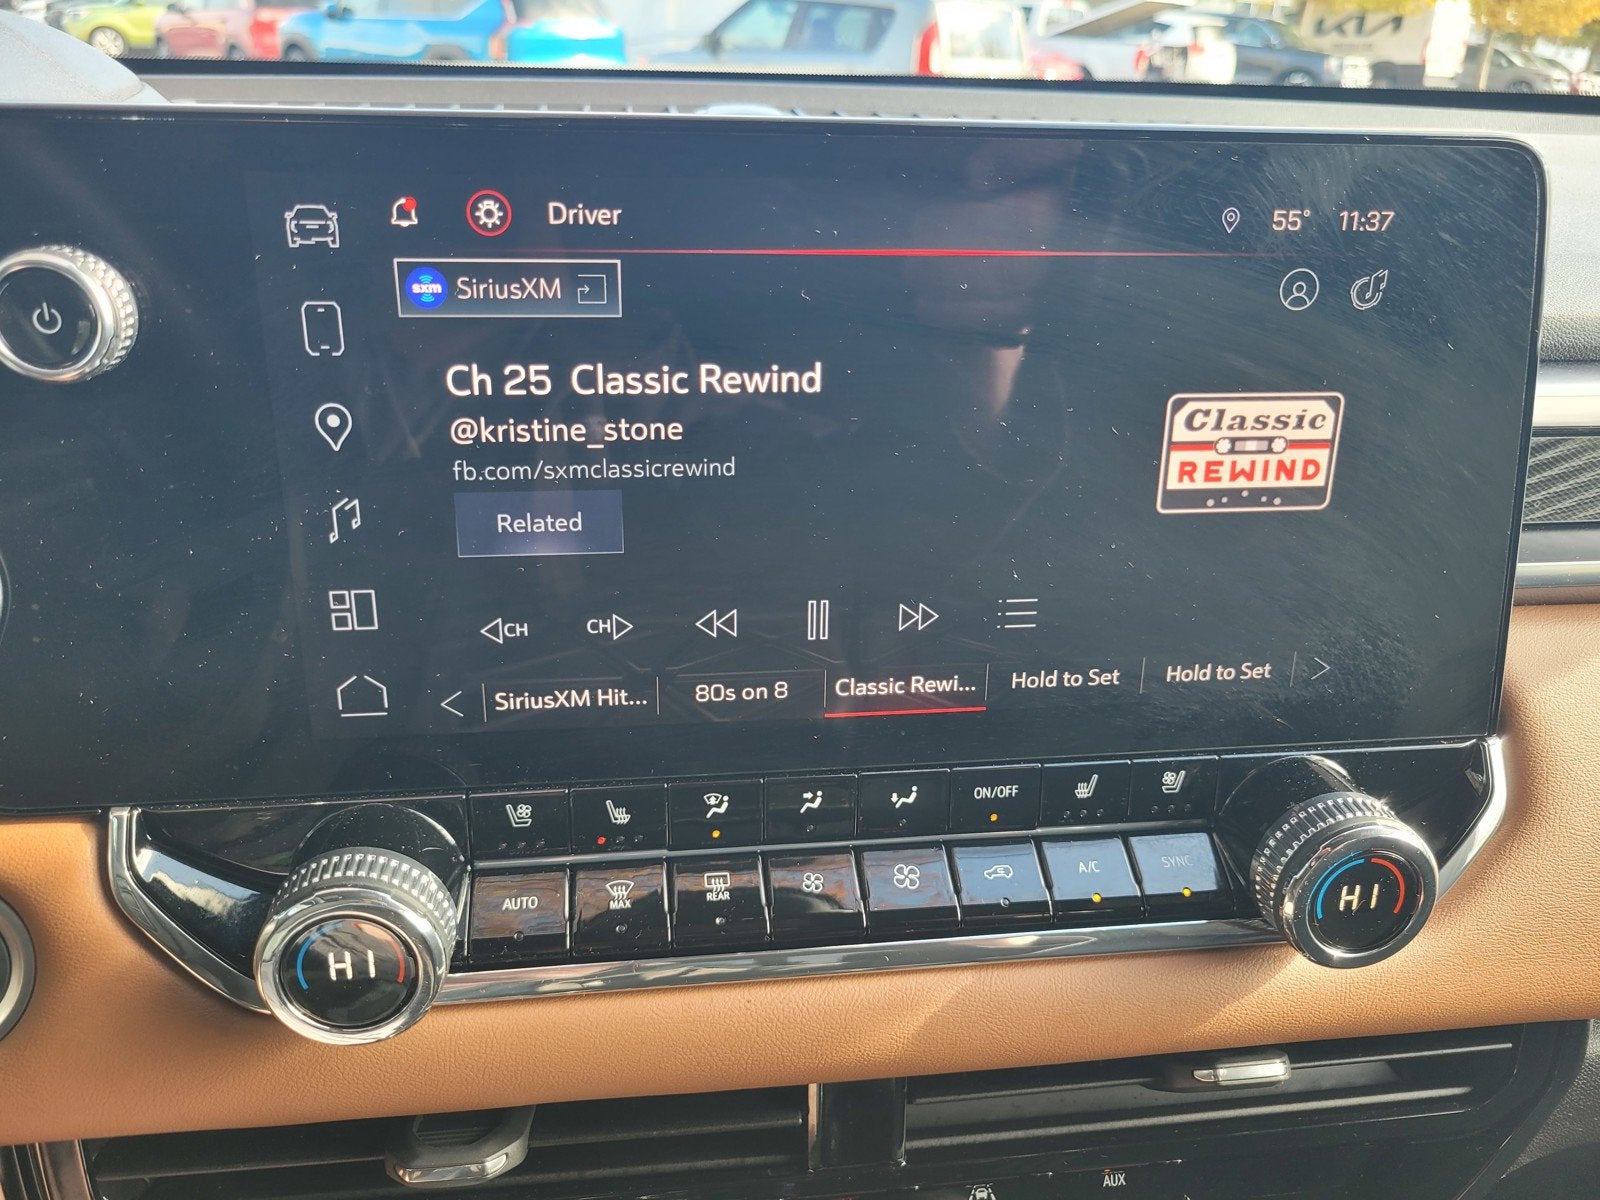 KIA
Driver
55° 11:37
sxm SiriusXM
Ch 25 Classic Rewind
@kristine_stone
fb.com/sxmclassicrewind
Related
Classic
REWIND
CH CH
SiriusXM Hit... 80s on 8 Classic Rewi... Hold to Set Hold to Set
ON/OFF
AUTO MAX REAR A/C SYNC
HI HI
AUX